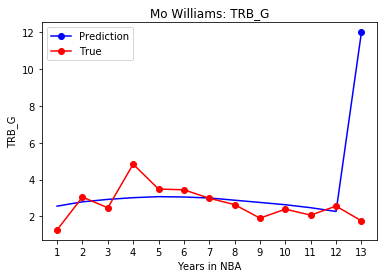 Mo Williams: TRB_G
Prediction
True
12
10
8
6
4
2
TRB_G
1 2 3 4 5 6 7 8 9 10 11 12 13
Years in NBA